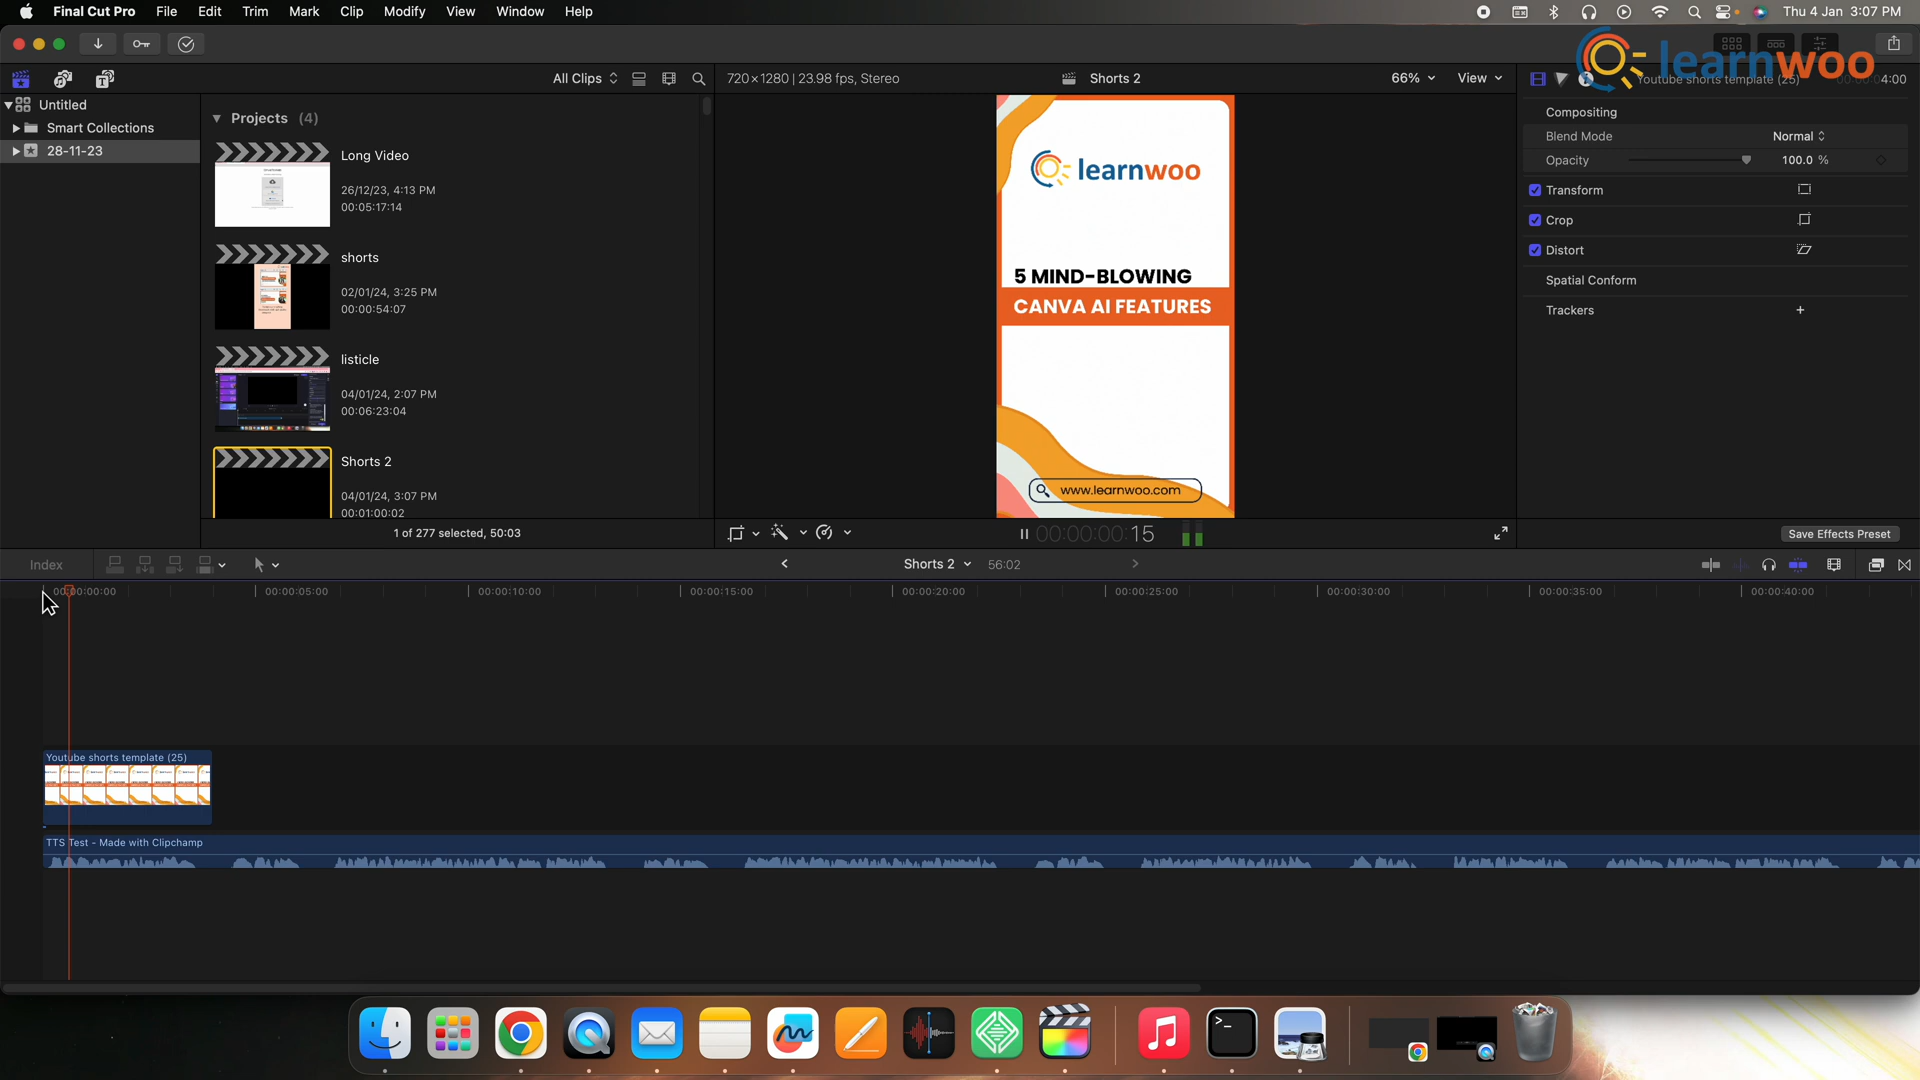 Final Cut Pro File Edit Trim Mark Clip Modify View Window Help
Thu 4 Jan 3:07 PM
learnwoo
All Clips
720×1280 | 23.98 fps, Stereo
Shorts 2
66%
View
Youtube shorts template (25)
4:00
Untitled
Smart Collections
28-11-23
Projects (4)
Long Video
26/12/23, 4:13 PM
00:05:17:14
shorts
02/01/24, 3:25 PM
00:00:54:07
listicle
04/01/24, 2:07 PM
00:06:23:04
Shorts 2
04/01/24, 3:07 PM
00:01:00:02
1 of 277 selected, 50:03
learnwoo
5 MIND-BLOWING
CANVA AI FEATURES
www.learnwoo.com
00:00:00:15
Compositing
Blend Mode
Normal
Opacity
100.0 %
Transform
Crop
Distort
Spatial Conform
Trackers
Save Effects Preset
Index
Shorts 2
56:02
00:00:00:00
00:00:05:00
00:00:10:00
00:00:15:00
00:00:20:00
00:00:25:00
00:00:30:00
00:00:35:00
00:00:40:00
Youtube shorts template (25)
TTS Test - Made with Clipchamp